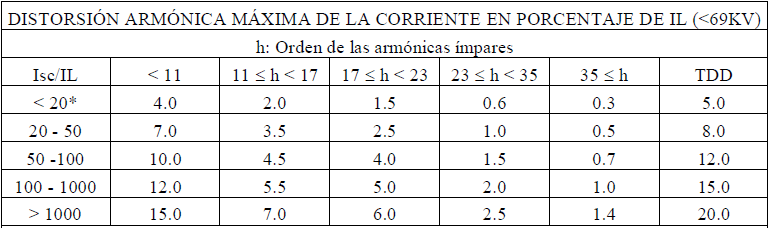 DISTORSIÓN ARMÓNICA MÁXIMA DE LA CORRIENTE EN PORCENTAJE DE IL (<69KV)
h: Orden de las armónicas ímpares
Isc/IL < 11 11 ≤ h < 17 17 ≤ h < 23 23 ≤ h < 35 35 ≤ h TDD
< 20* 4.0 2.0 1.5 0.6 0.3 5.0
20 - 50 7.0 3.5 2.5 1.0 0.5 8.0
50 -100 10.0 4.5 4.0 1.5 0.7 12.0
100 - 1000 12.0 5.5 5.0 2.0 1.0 15.0
> 1000 15.0 7.0 6.0 2.5 1.4 20.0